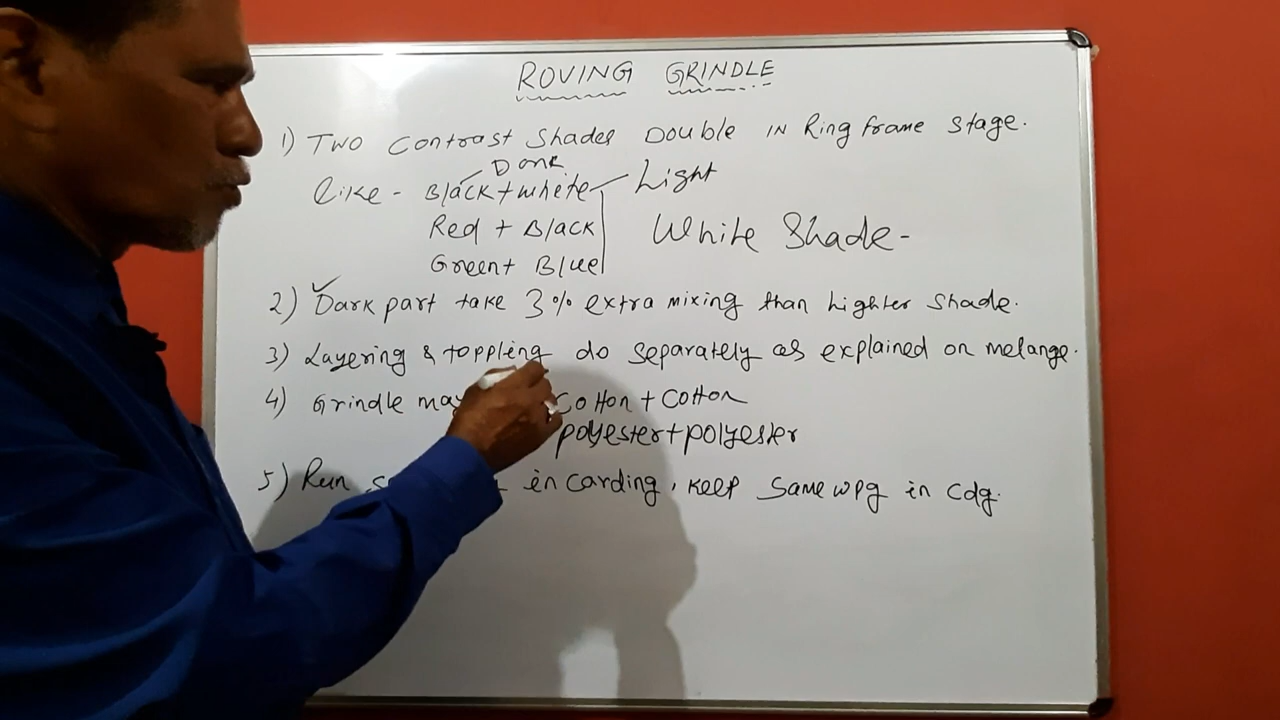 ROVING GRINDLE
1) Two Contrast Shades Double IN Ring frame stage.
Dark
like - Black + white Light
Red + Black
White Shade -
Green + Blue
2) Dark part take 3% extra mixing than lighter shade.
3) Layering & toppling do separately as explained on melange.
4) Grindle may Cotton + Cotton
polyester + polyester
5) Run in carding, keep same wpg in cdg.